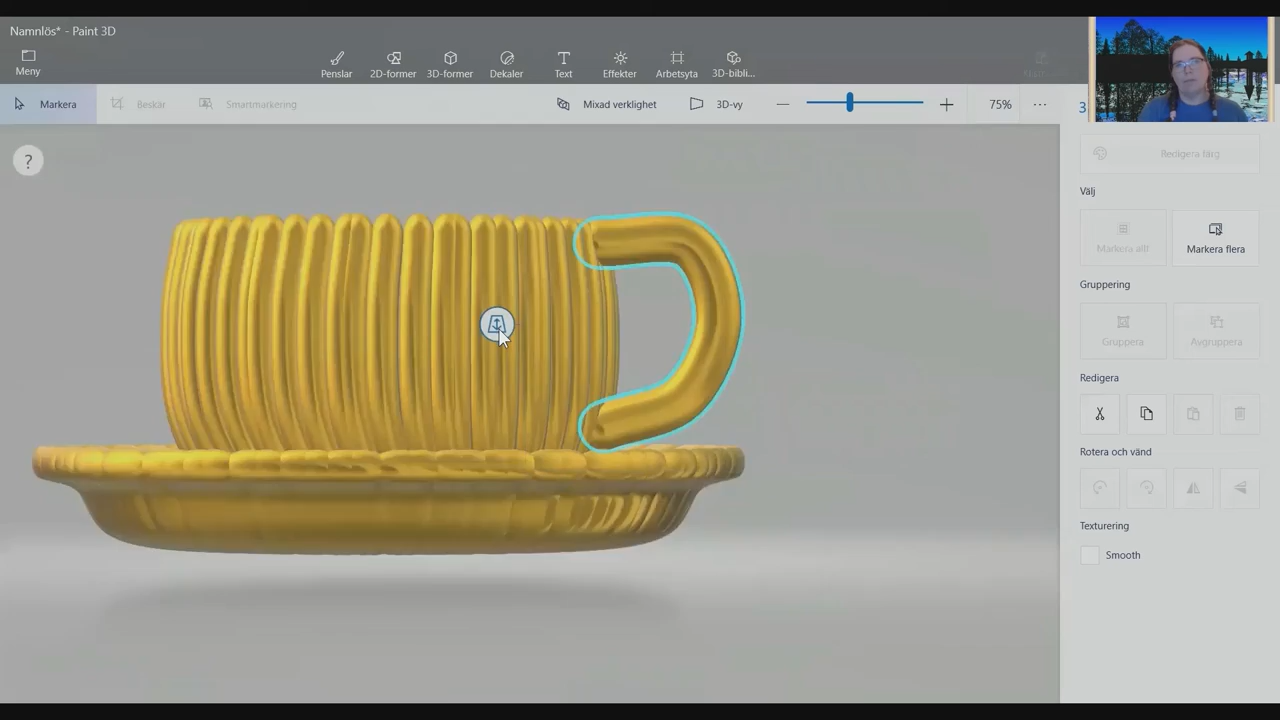 Namnlös* - Paint 3D
Meny
Penslar
2D-former
3D-former
Dekaler
Text
Effekter
Arbetsyta
3D-bibli...
Markera
Beskär
Smartmarkering
Mixad verklighet
3D-vy
75%
3
Redigera färg
Välj
Markera allt
Markera flera
Gruppering
Gruppera
Avgruppera
Redigera
Rotera och vänd
Texturering
Smooth
?